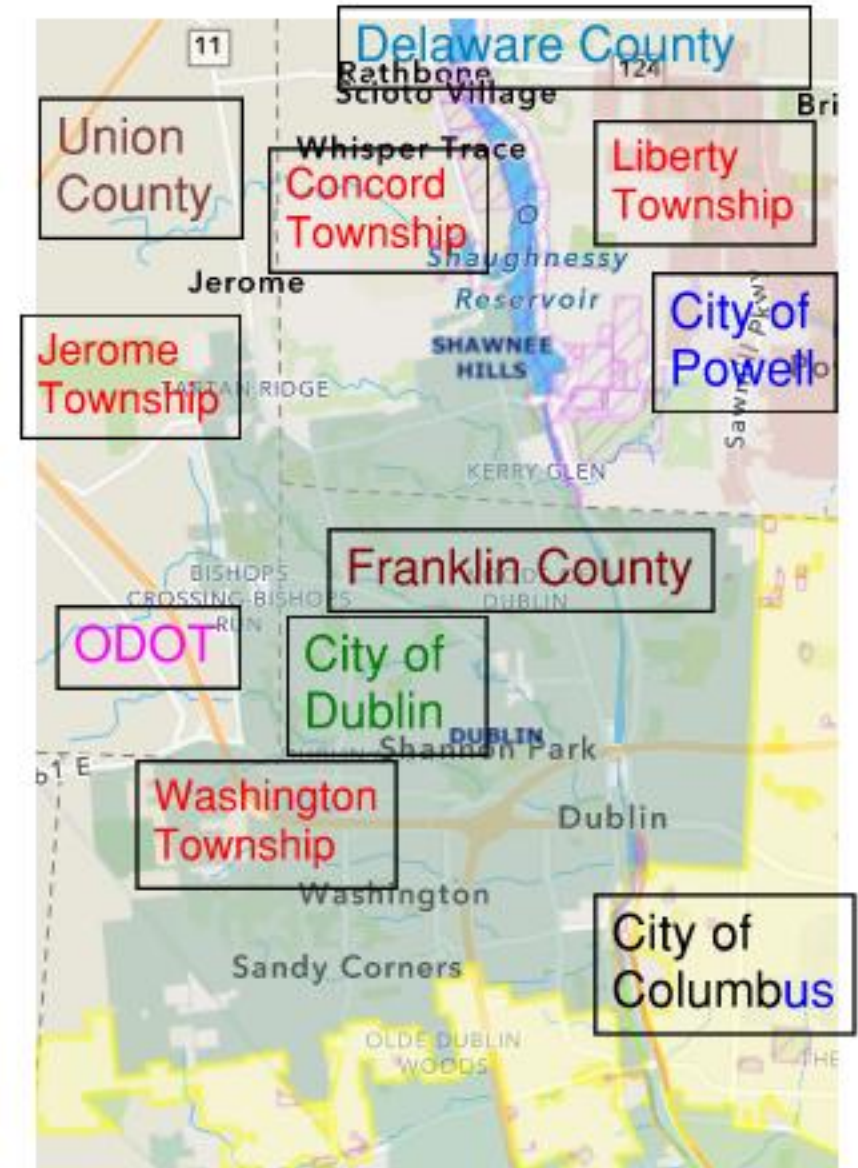 11
Delaware County
Rathbone
124
Scioto Village
Bri
Union
County
Whisper Trace
Concord
Township
Liberty
Township
Shaughnessy
Reservoir
Jerome
City of
Powell
Jerome
Township
SHAWNEE
HILLS
TARTAN RIDGE
KERRY GLEN
Franklin County
BISHOPS
CROSSING-BISHOPS
RUN
DUBLIN
ODOT
City of
Dublin
DUBLIN
Shannon Park
61 E
Washington
Township
Dublin
Washington
City of
Columbus
Sandy Corners
OLDE DUBLIN
WOODS
THE